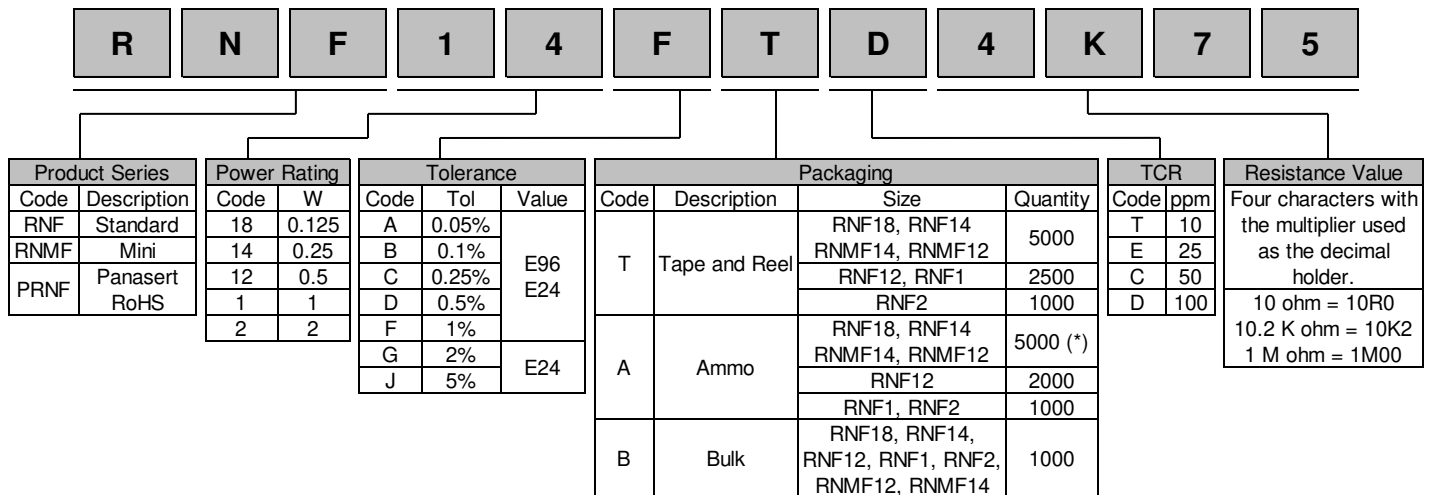 R N F 1 4 F T D 4 K 7 5
Product Series
Code Description
RNF Standard
RNMF Mini
PRNF Panasert RoHS
Power Rating
Code W
18 0.125
14 0.25
12 0.5
1 1
2 2
Tolerance
Code Tol Value
A 0.05%
B 0.1%
C 0.25%
D 0.5%
F 1%
E96
E24
G 2%
J 5%
E24
Packaging
Code Description Size Quantity
T Tape and Reel
RNF18, RNF14
RNMF14, RNMF12
5000
RNF12, RNF1 2500
RNF2 1000
A Ammo
RNF18, RNF14
RNMF14, RNMF12
5000 (*)
RNF12 2000
RNF1, RNF2 1000
B Bulk
RNF18, RNF14,
RNF12, RNF1, RNF2,
RNMF12, RNMF14
1000
TCR
Code ppm
T 10
E 25
C 50
D 100
Resistance Value
Four characters with
the multiplier used
as the decimal
holder.
10 ohm = 10R0
10.2 K ohm = 10K2
1 M ohm = 1M00